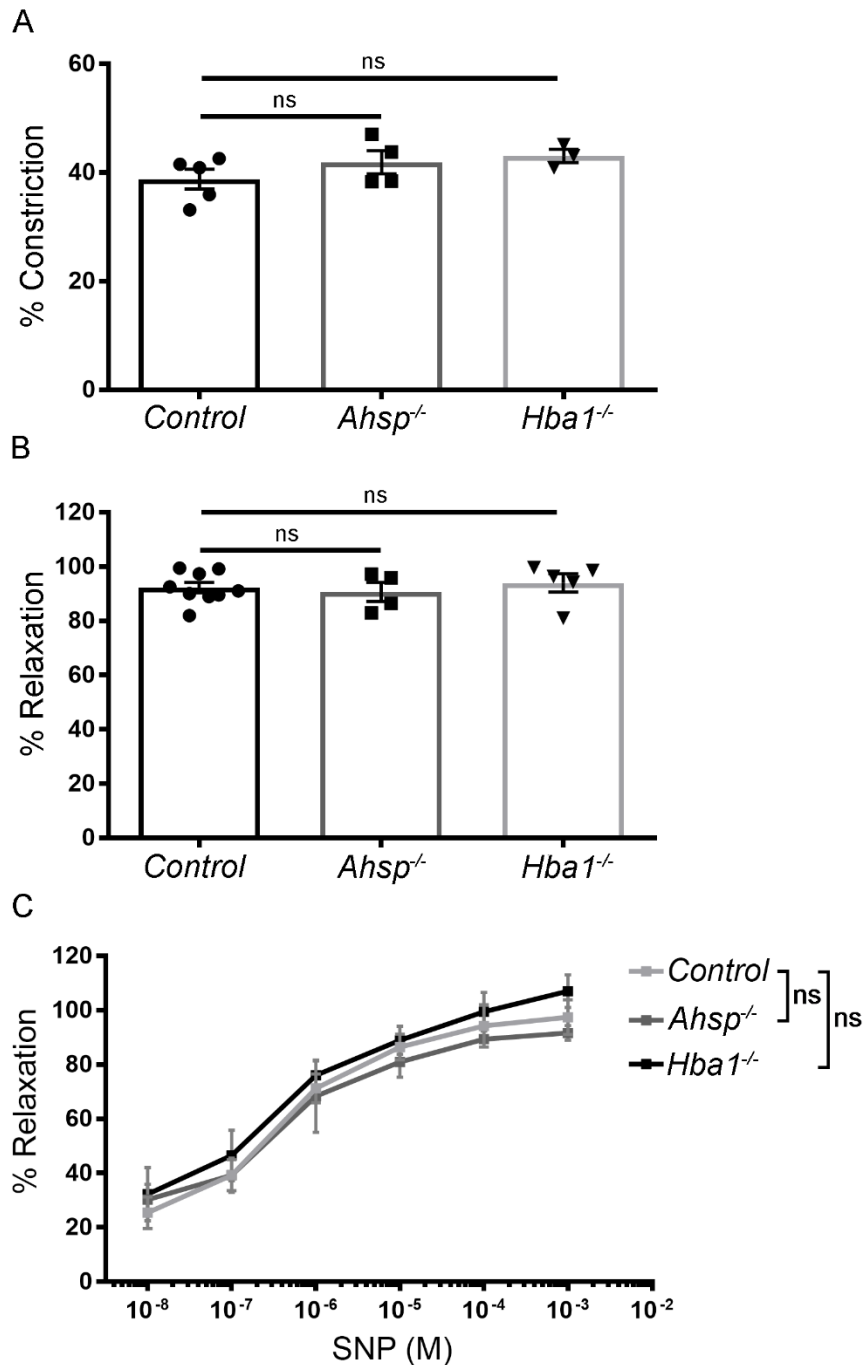 A
ns
ns
60
40
20
0
% Constriction
Control Ahsp-/- Hba1-/-
B
ns
ns
120
100
80
60
40
20
0
% Relaxation
Control Ahsp-/- Hba1-/-
C
120
100
80
60
40
20
0
% Relaxation
Control
Ahsp-/-
Hba1-/-
ns
ns
10-8 10-7 10-6 10-5 10-4 10-3 10-2
SNP (M)